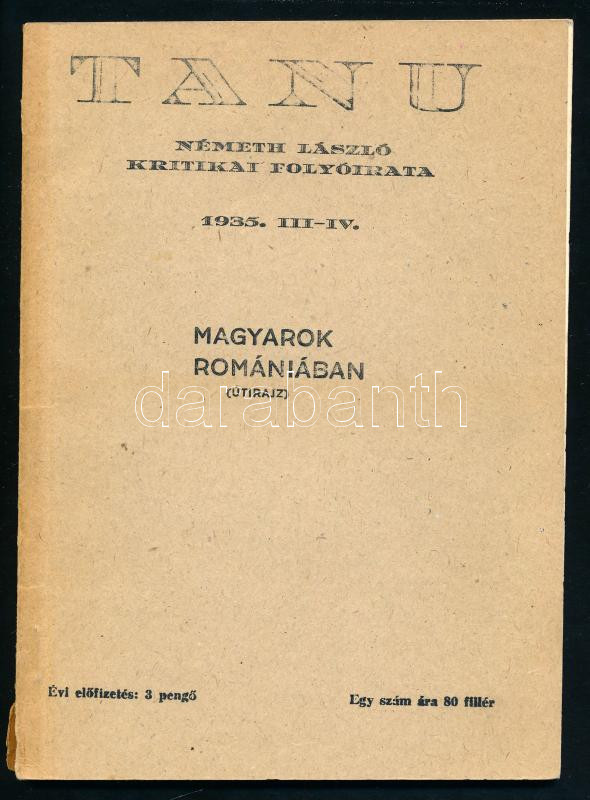 TANU
NÉMETH LÁSZLÓ
KRITIKAI FOLYÓIRATA
1935. III–IV.
MAGYAROK
ROMÁNIÁBAN
(ÚTIRAJZ)
darabanth
Évi előfizetés: 3 pengő
Egy szám ára 80 fillér